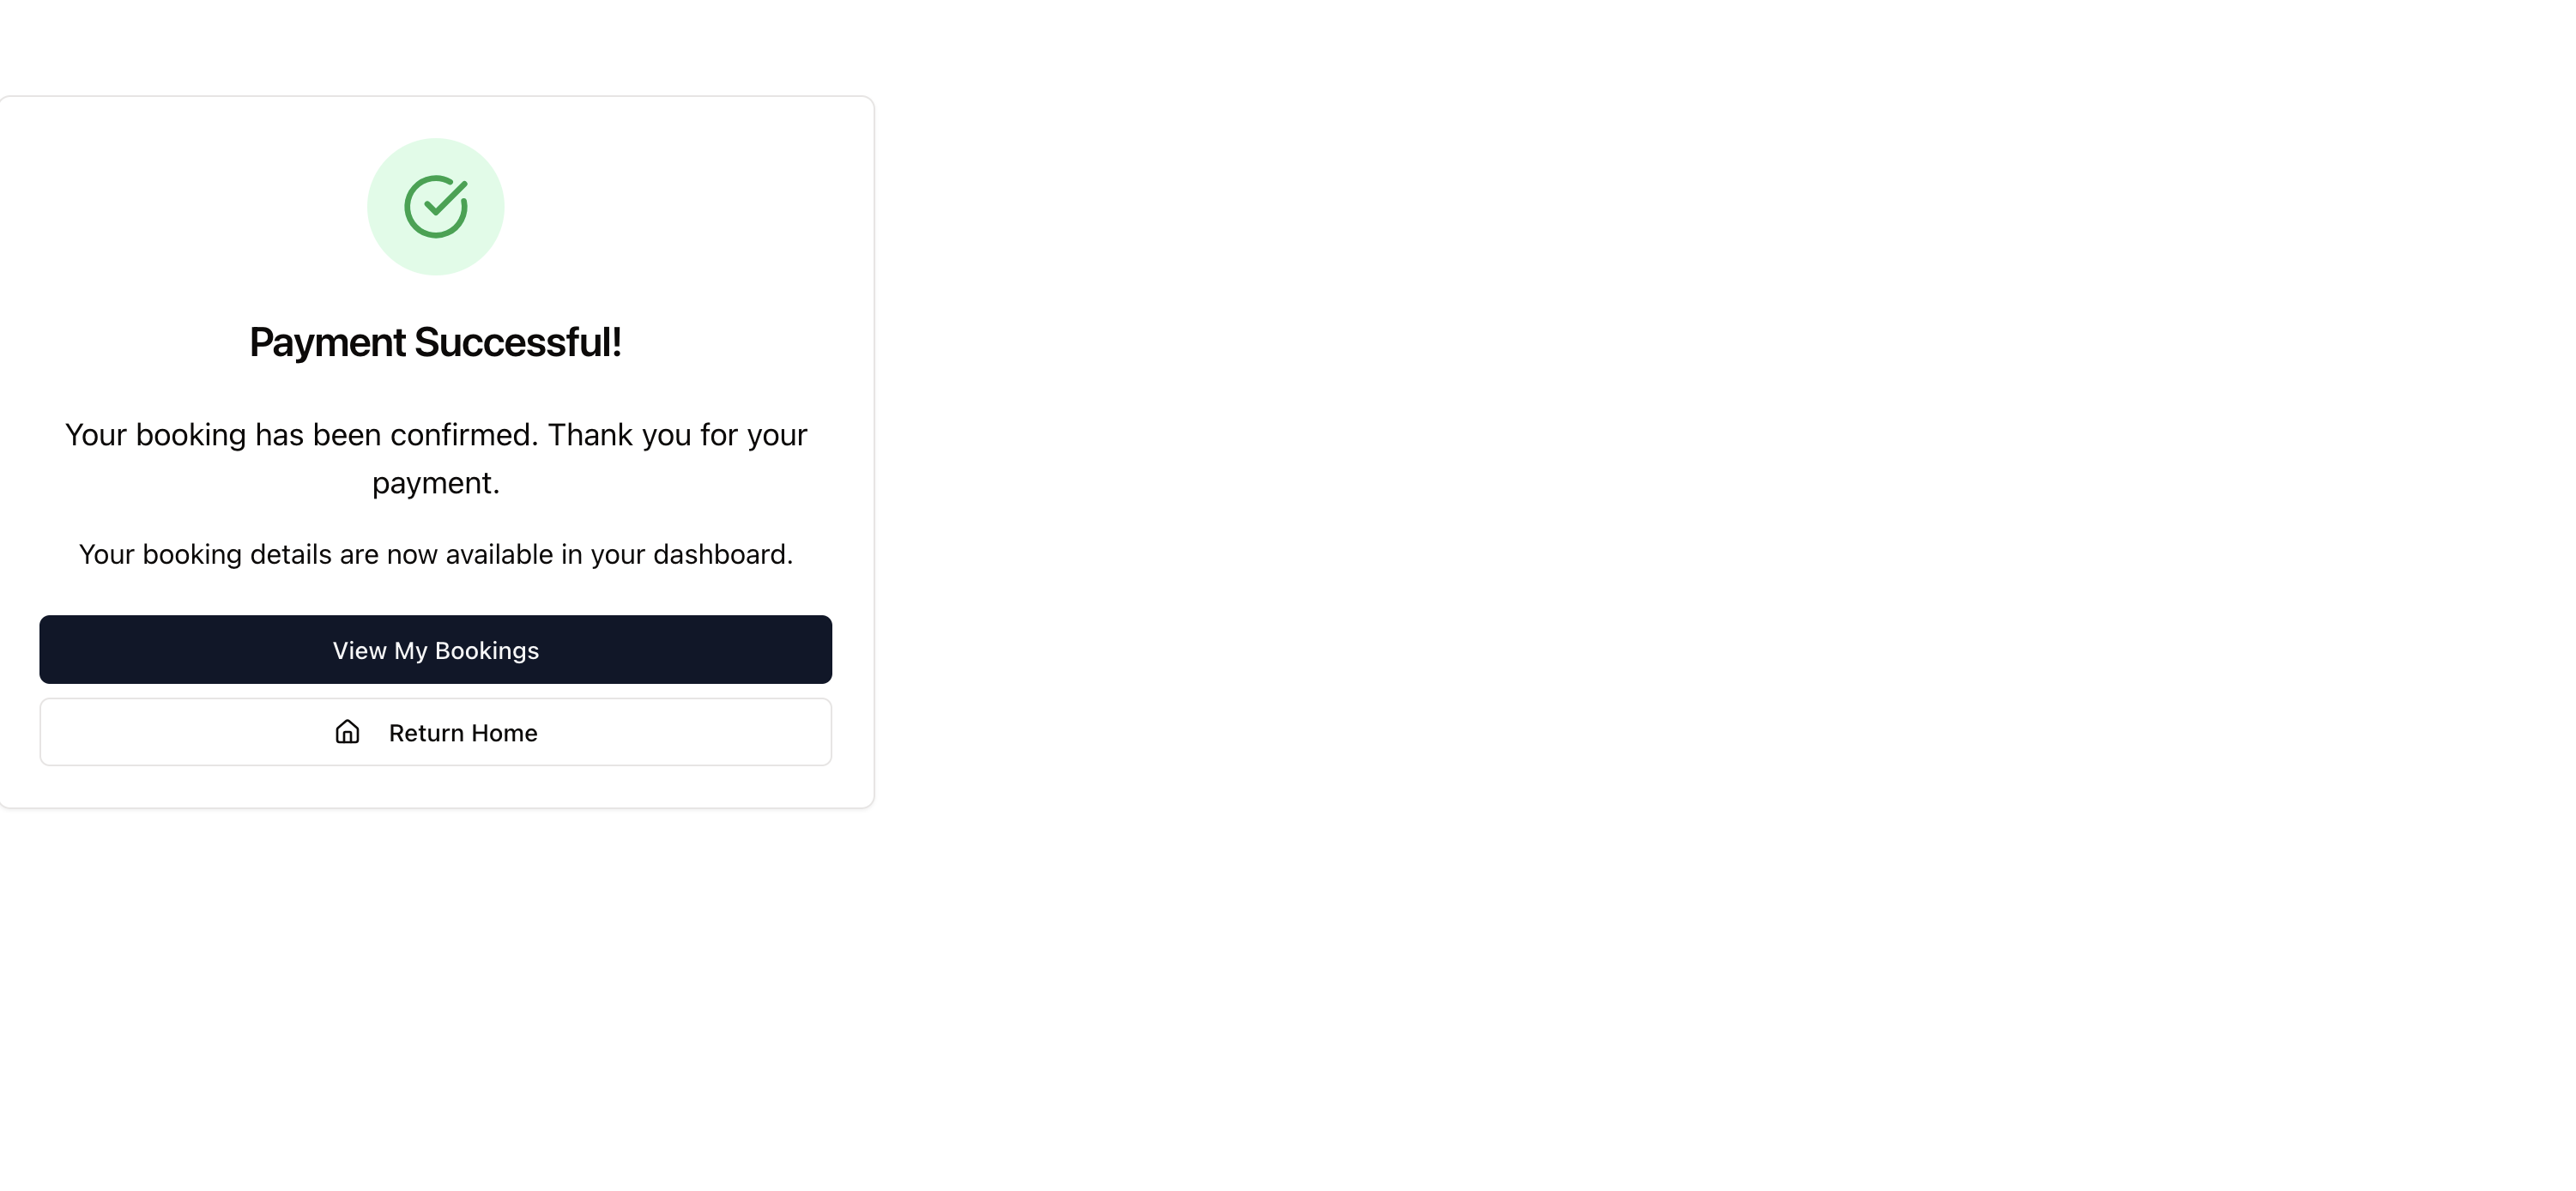 Payment Successful!
Your booking has been confirmed. Thank you for your
payment.
Your booking details are now available in your dashboard.
View My Bookings
Return Home